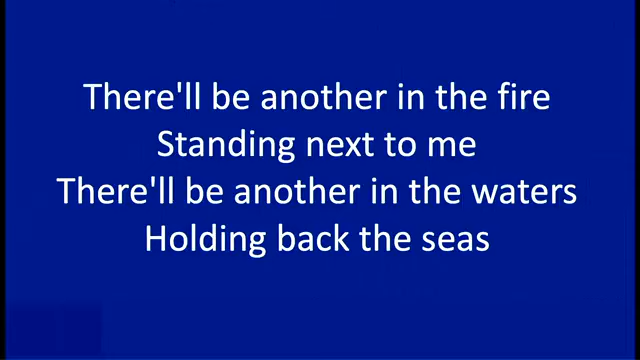 There'll be another in the fire
Standing next to me
There'll be another in the waters
Holding back the seas